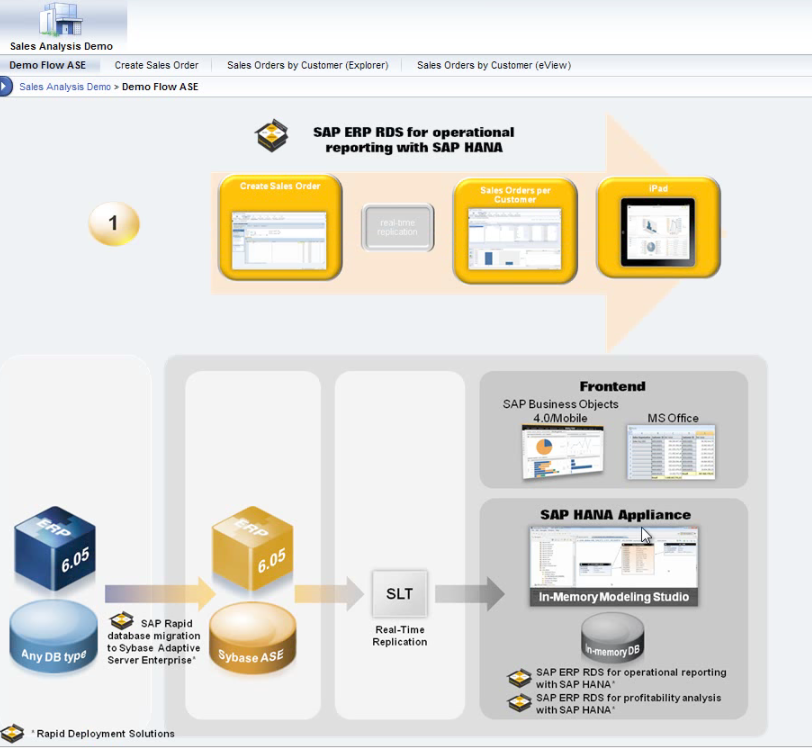 Sales Analysis Demo
Demo Flow ASE
Create Sales Order
Sales Orders by Customer (Explorer)
Sales Orders by Customer (eView)
Sales Analysis Demo > Demo Flow ASE
SAP ERP RDS for operational
reporting with SAP HANA
1
Create Sales Order
real-time
replication
Sales Orders per
Customer
iPad
Frontend
SAP Business Objects
4.0/Mobile
MS Office
SAP HANA Appliance
In-Memory Modeling Studio
In-memory DB
SAP ERP RDS for operational reporting
with SAP HANA*
SAP ERP RDS for profitability analysis
with SAP HANA*
ERP
6.05
Any DB type
SAP Rapid
database migration
to Sybase Adaptive
Server Enterprise*
ERP
6.05
Sybase ASE
SLT
Real-Time
Replication
*Rapid Deployment Solutions